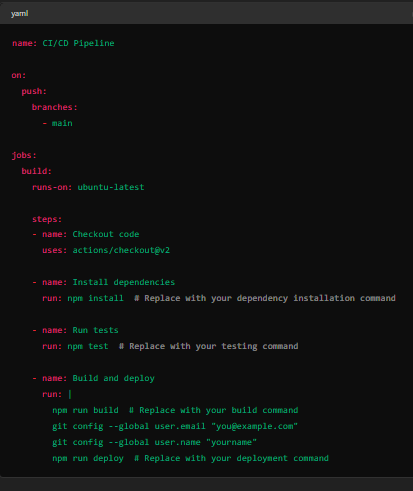 yaml
name: CI/CD Pipeline
on:
push:
branches:
- main
jobs:
build:
runs-on: ubuntu-latest
steps:
- name: Checkout code
uses: actions/checkout@v2
- name: Install dependencies
run: npm install  # Replace with your dependency installation command
- name: Run tests
run: npm test  # Replace with your testing command
- name: Build and deploy
run: |
npm run build  # Replace with your build command
git config --global user.email "you@example.com"
git config --global user.name "yourname"
npm run deploy  # Replace with your deployment command